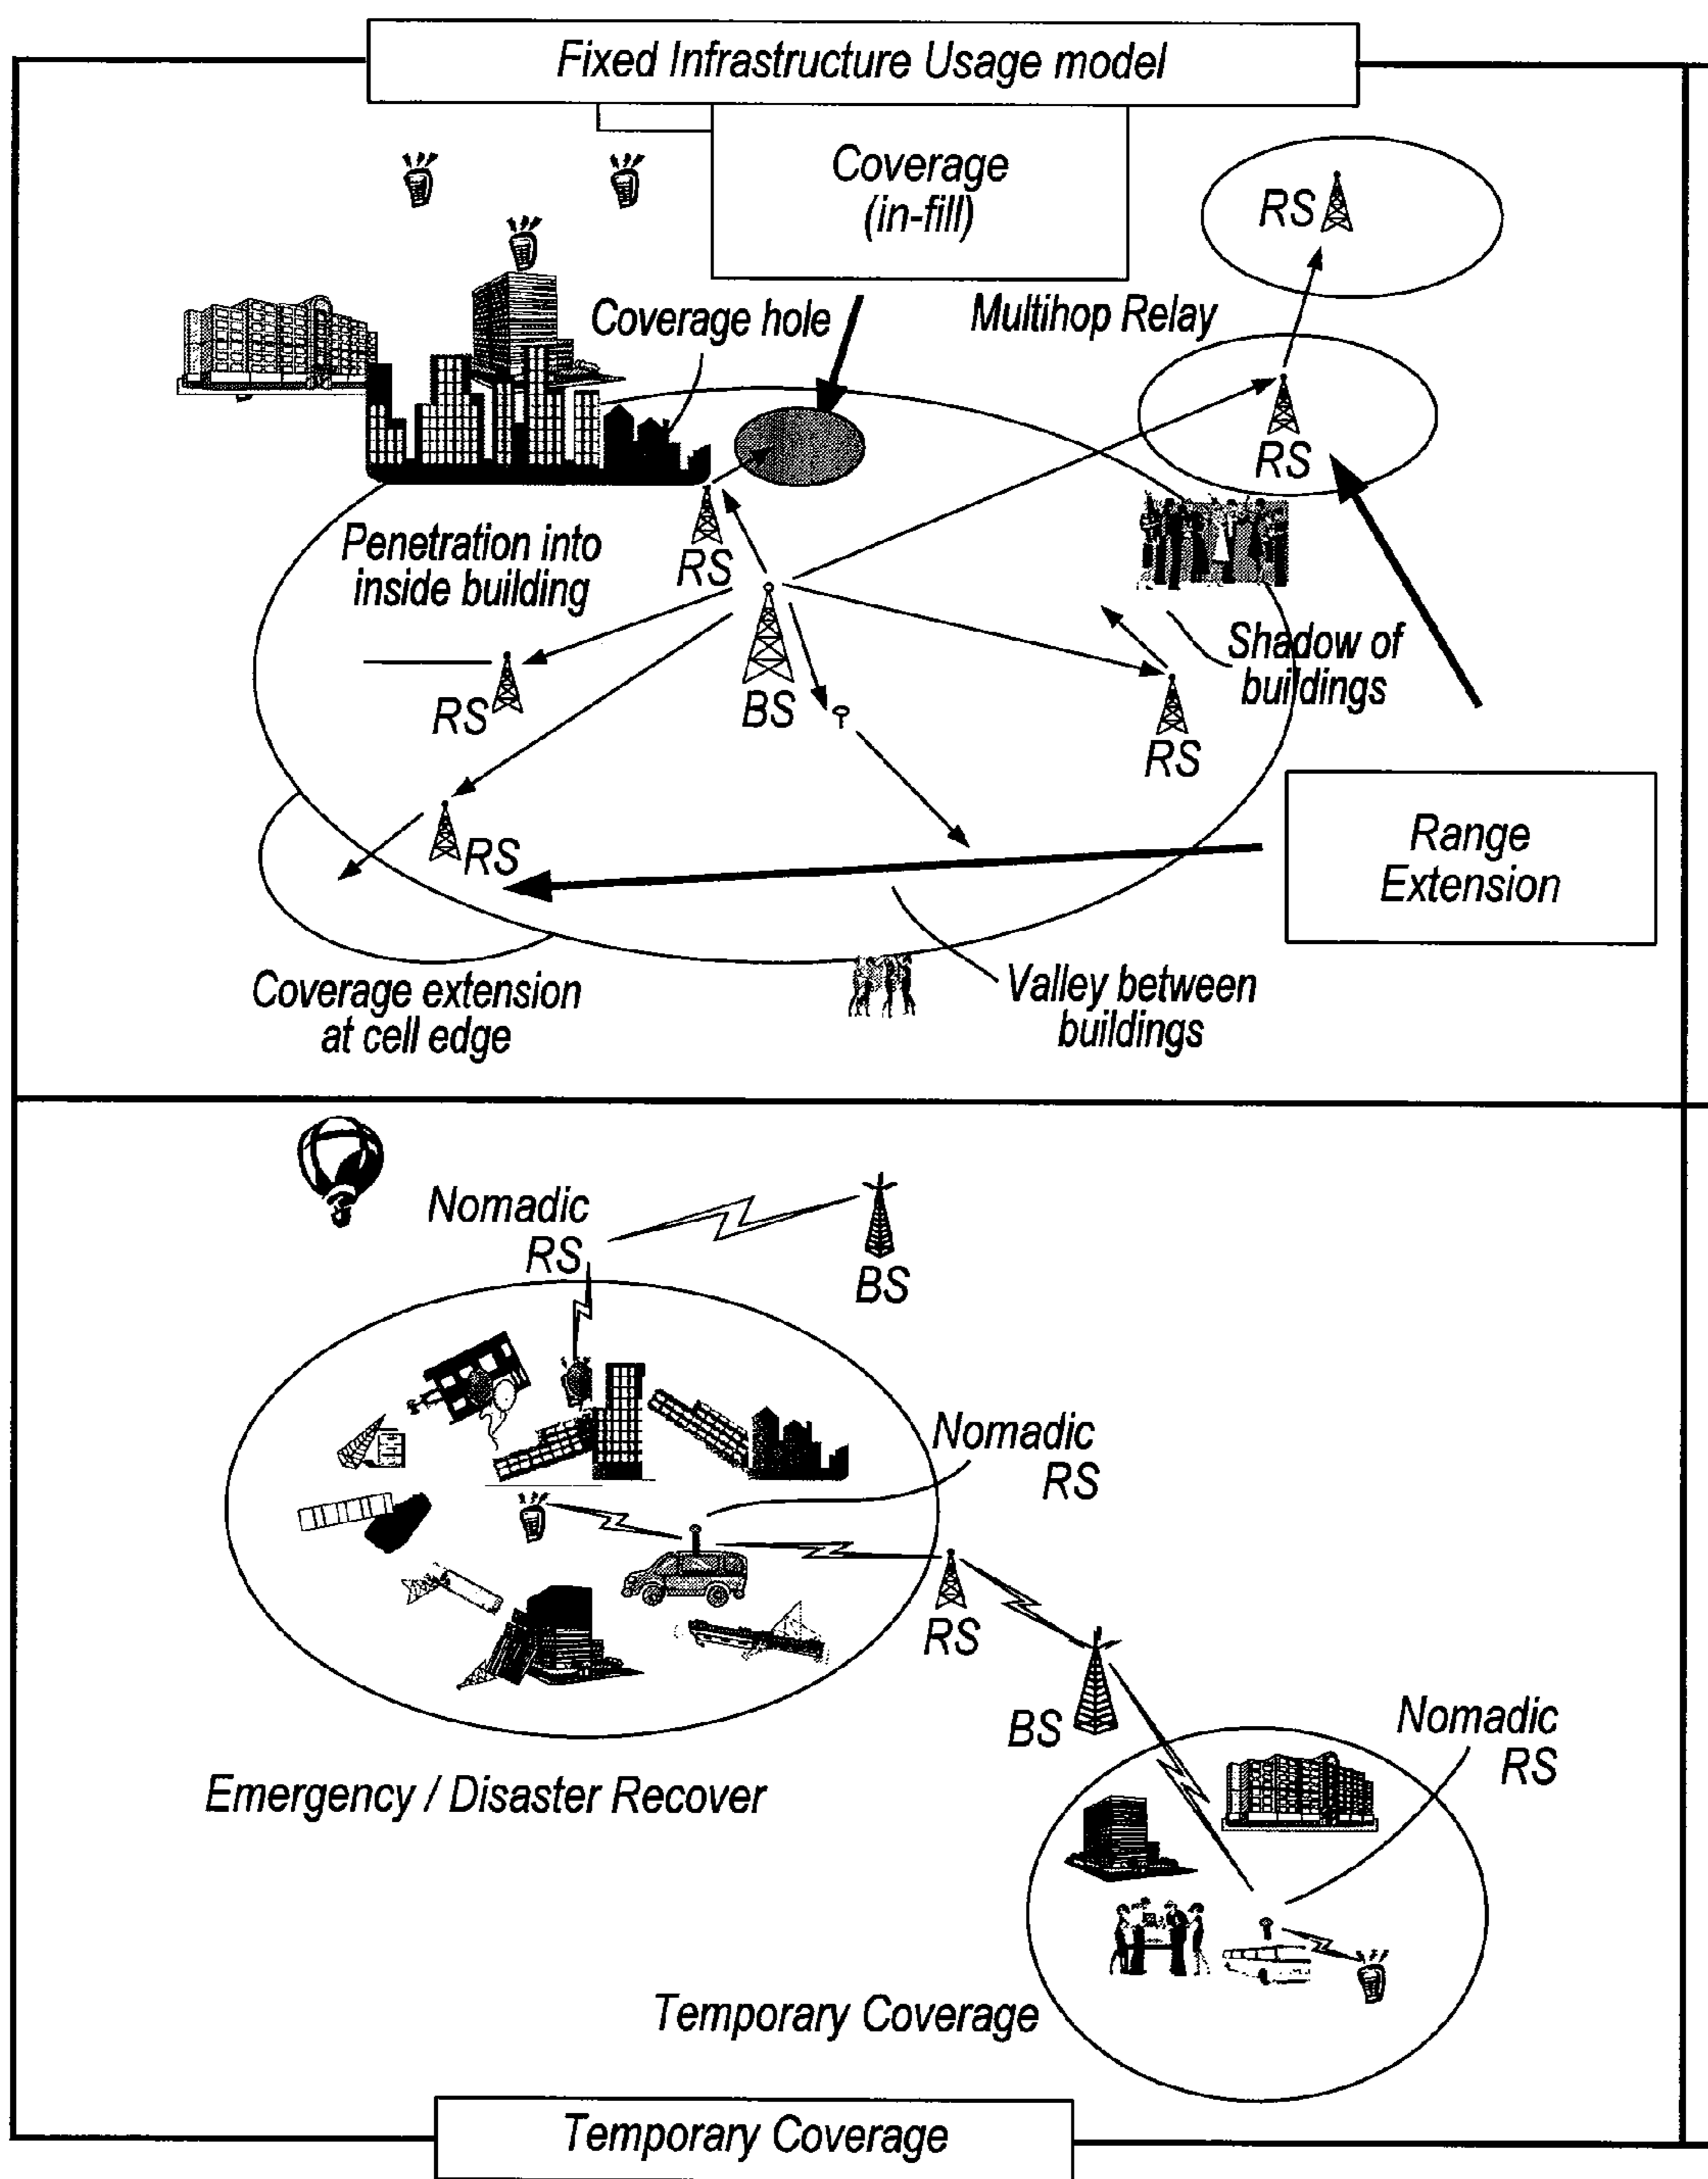 Fixed Infrastructure Usage model
Coverage
(in-fill)
RS
Coverage hole
Multihop Relay
RS
Penetration into
inside building
RS
Shadow of
buildings
RS
BS
RS
RS
Range
Extension
Coverage extension
at cell edge
Valley between
buildings
Nomadic
RS
BS
Nomadic
RS
RS
BS
Nomadic
RS
Emergency / Disaster Recover
Temporary Coverage
Temporary Coverage